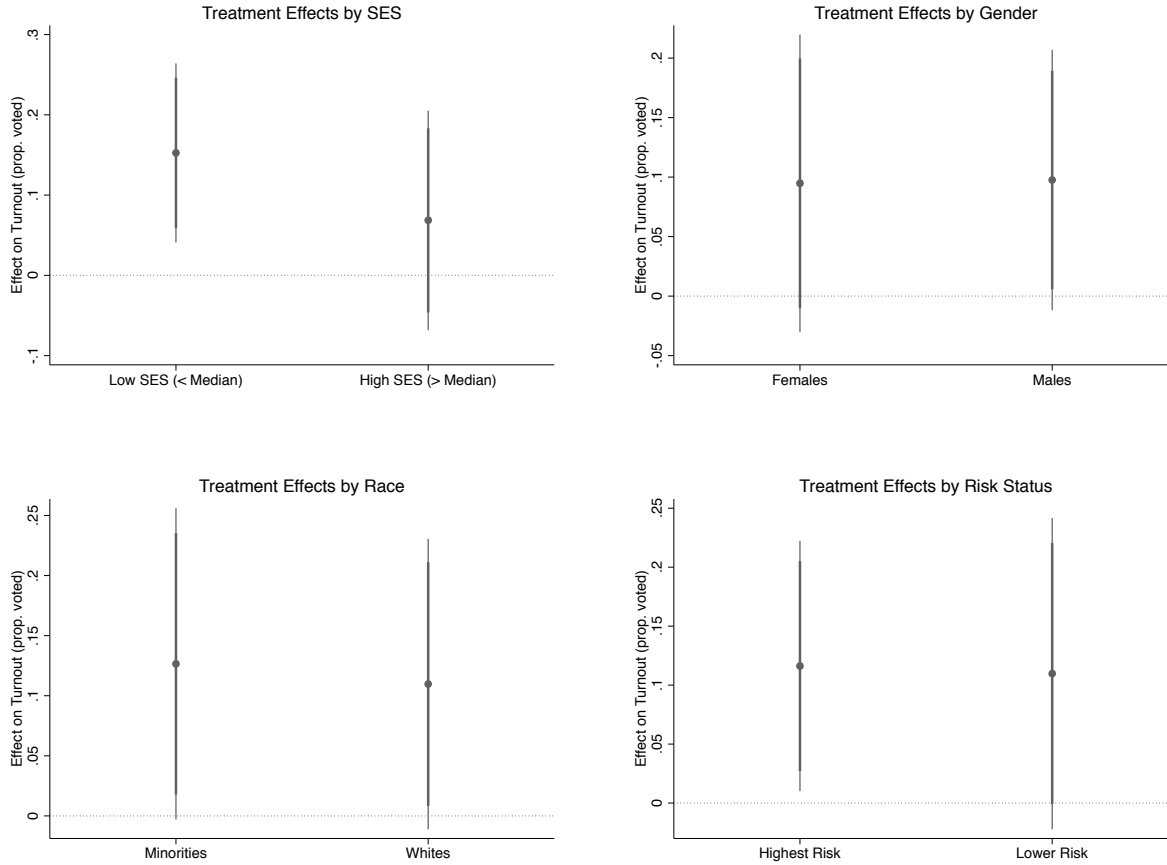 Treatment Effects by SES
Effect on Turnout (prop. voted)
.3
.2
.1
0
-.1
Low SES (< Median) High SES (> Median)
Treatment Effects by Gender
Effect on Turnout (prop. voted)
.2
.15
.1
.05
0
-.05
Females Males
Treatment Effects by Race
Effect on Turnout (prop. voted)
.25
.2
.15
.1
.05
0
Minorities Whites
Treatment Effects by Risk Status
Effect on Turnout (prop. voted)
.25
.2
.15
.1
.05
0
Highest Risk Lower Risk